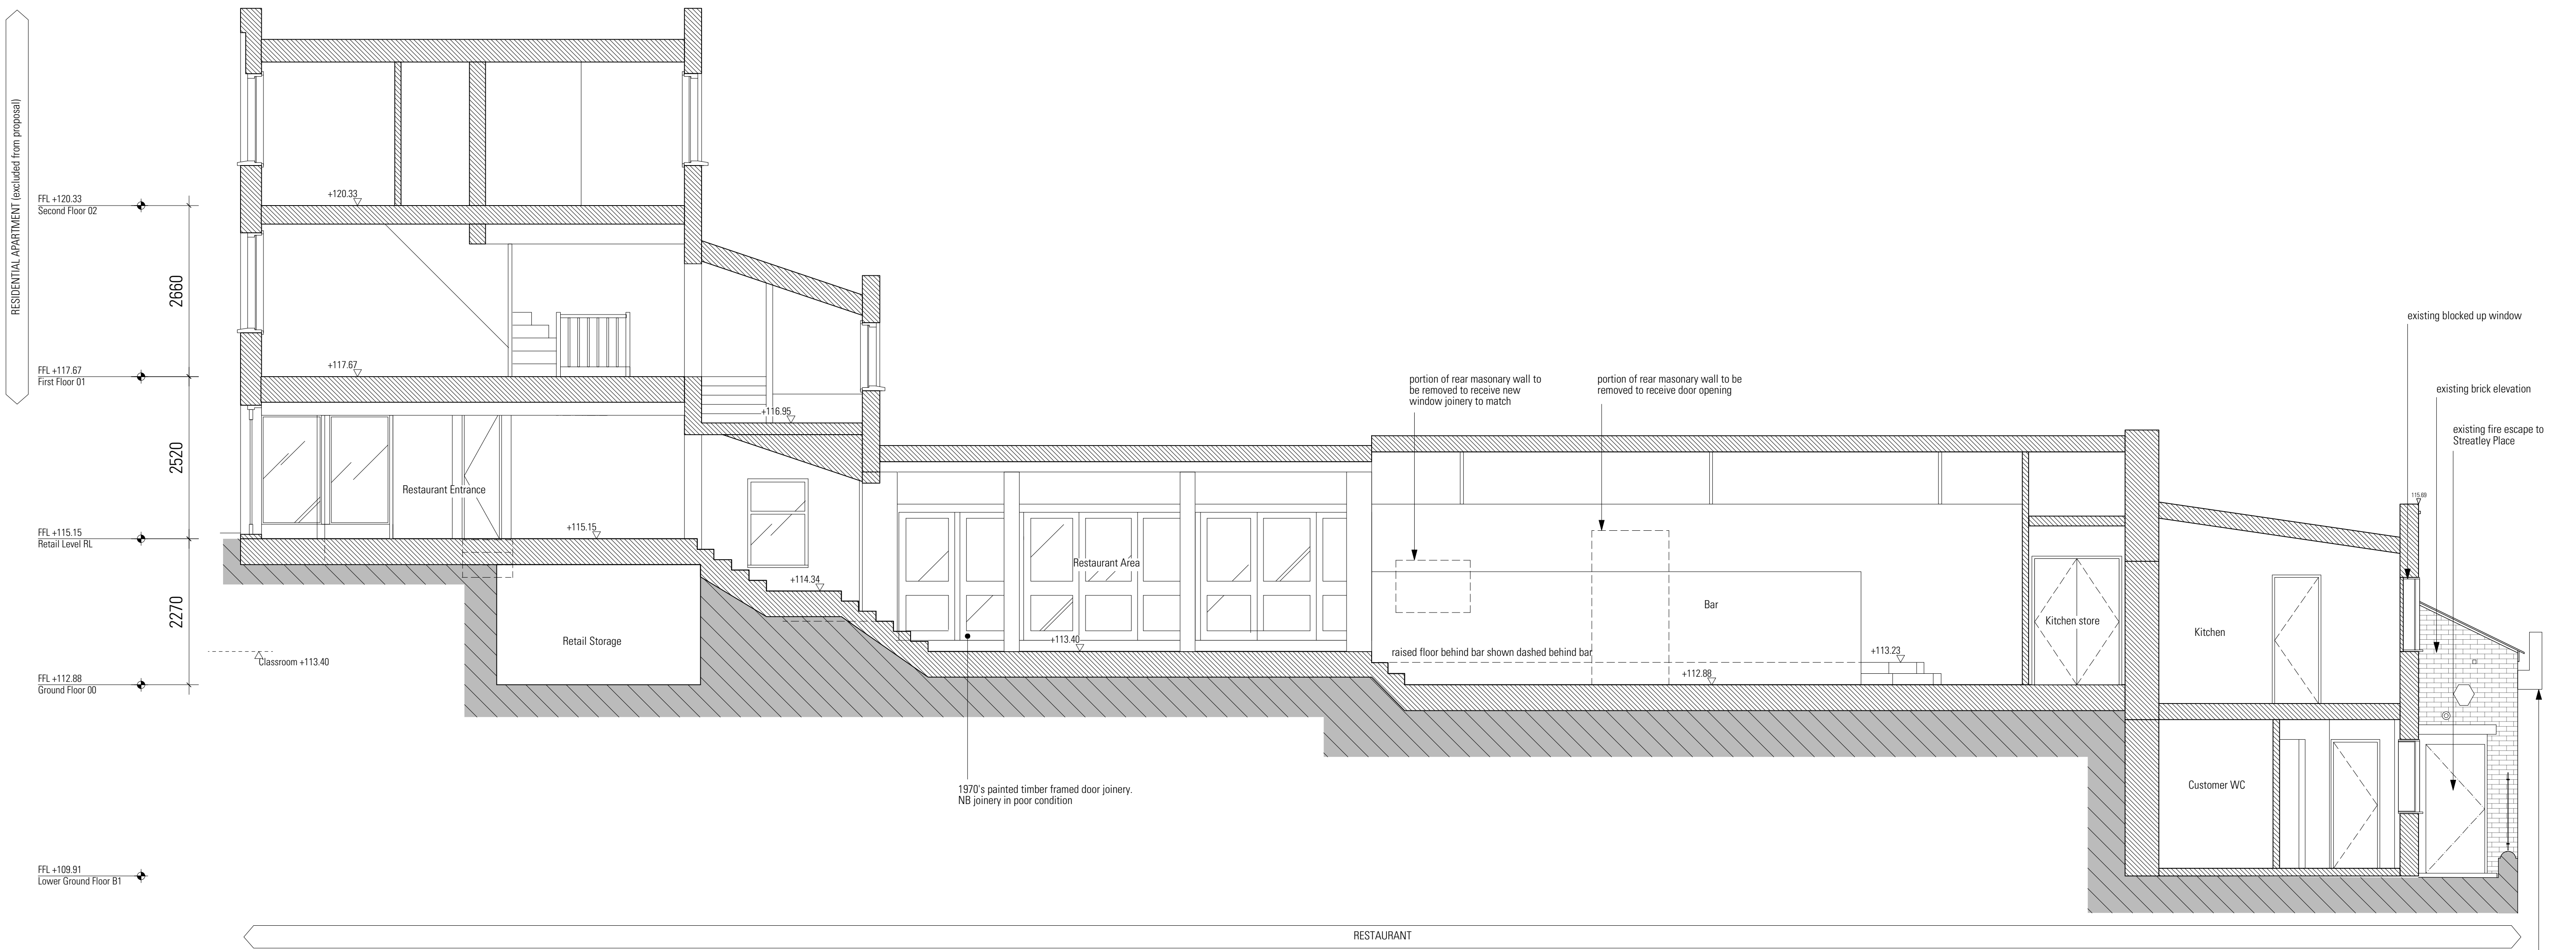 RESIDENTIAL APARTMENT (excluded from proposal)
FFL +120.33
Second Floor 02
+120.33
2660
existing blocked up window
FFL +117.67
First Floor 01
+117.67
portion of rear masonary wall to
be removed to receive new
window joinery to match
portion of rear masonary wall to be
removed to receive door opening
existing brick elevation
+116.95
existing fire escape to
Streatley Place
2520
Restaurant Entrance
115.69
FFL +115.15
Retail Level RL
+115.15
+114.34
Restaurant Area
2270
Bar
Retail Storage
Kitchen store
Kitchen
+113.40
raised floor behind bar shown dashed behind bar
+113.23
Classroom +113.40
FFL +112.88
Ground Floor 00
+112.88
1970's painted timber framed door joinery.
NB joinery in poor condition
Customer WC
FFL +109.91
Lower Ground Floor B1
RESTAURANT